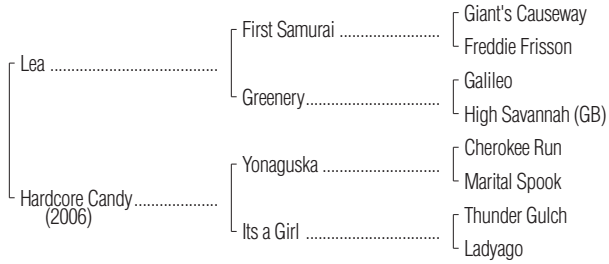 Giant's Causeway
First Samurai ....................
Freddie Frisson
Lea ..................................
Galileo
Greenery.........................
High Savannah (GB)
Cherokee Run
Yonaguska .......................
Marital Spook
Hardcore Candy.................
(2006)
Thunder Gulch
Its a Girl ...........................
Ladyago